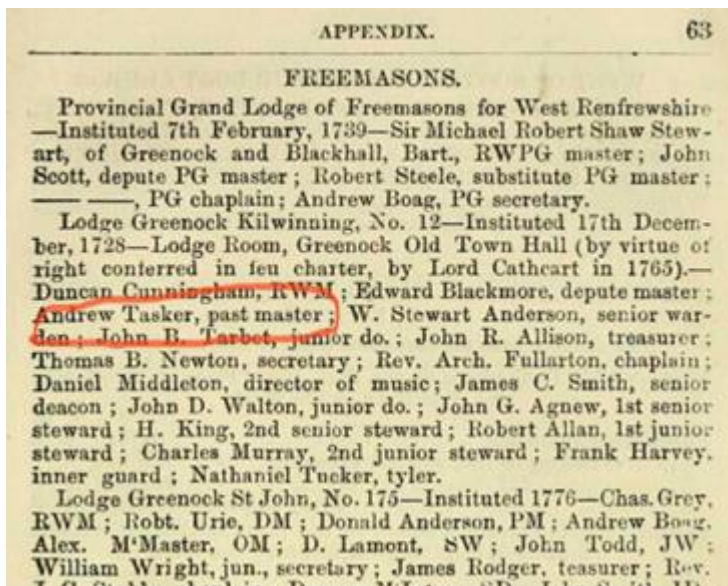 APPENDIX. 63
FREEMASONS.
Provincial Grand Lodge of Freemasons for West Renfrewshire
—Instituted 7th February, 1739—Sir Michael Robert Shaw Stew-
art, of Greenock and Blackhall, Bart., RWPG master; John
Scott, depute PG master; Robert Steele, substitute PG master;
—— ——, PG chaplain; Andrew Boag, PG secretary.
Lodge Greenock Kilwinning, No. 12—Instituted 17th Decem-
ber, 1728—Lodge Room, Greenock Old Town Hall (by virtue of
right conferred in feu charter, by Lord Cathcart in 1765).—
Duncan Cunningham, RWM; Edward Blackmore, depute master;
Andrew Tasker, past master; W. Stewart Anderson, senior war-
den; John B. Tarbet, junior do.; John R. Allison, treasurer;
Thomas B. Newton, secretary; Rev. Arch. Fullarton, chaplain;
Daniel Middleton, director of music; James C. Smith, senior
deacon; John D. Walton, junior do.; John G. Agnew, 1st senior
steward; H. King, 2nd senior steward; Robert Allan, 1st junior
steward; Charles Murray, 2nd junior steward; Frank Harvey,
inner guard; Nathaniel Tucker, tyler.
Lodge Greenock St John, No. 175—Instituted 1776—Chas. Grey,
RWM; Robt. Urie, DM; Donald Anderson, PM; Andrew Boag,
Alex. M'Master, OM; D. Lamont, SW; John Todd, JW;
William Wright, jun., secretary; James Rodger, teasurer; Rev.